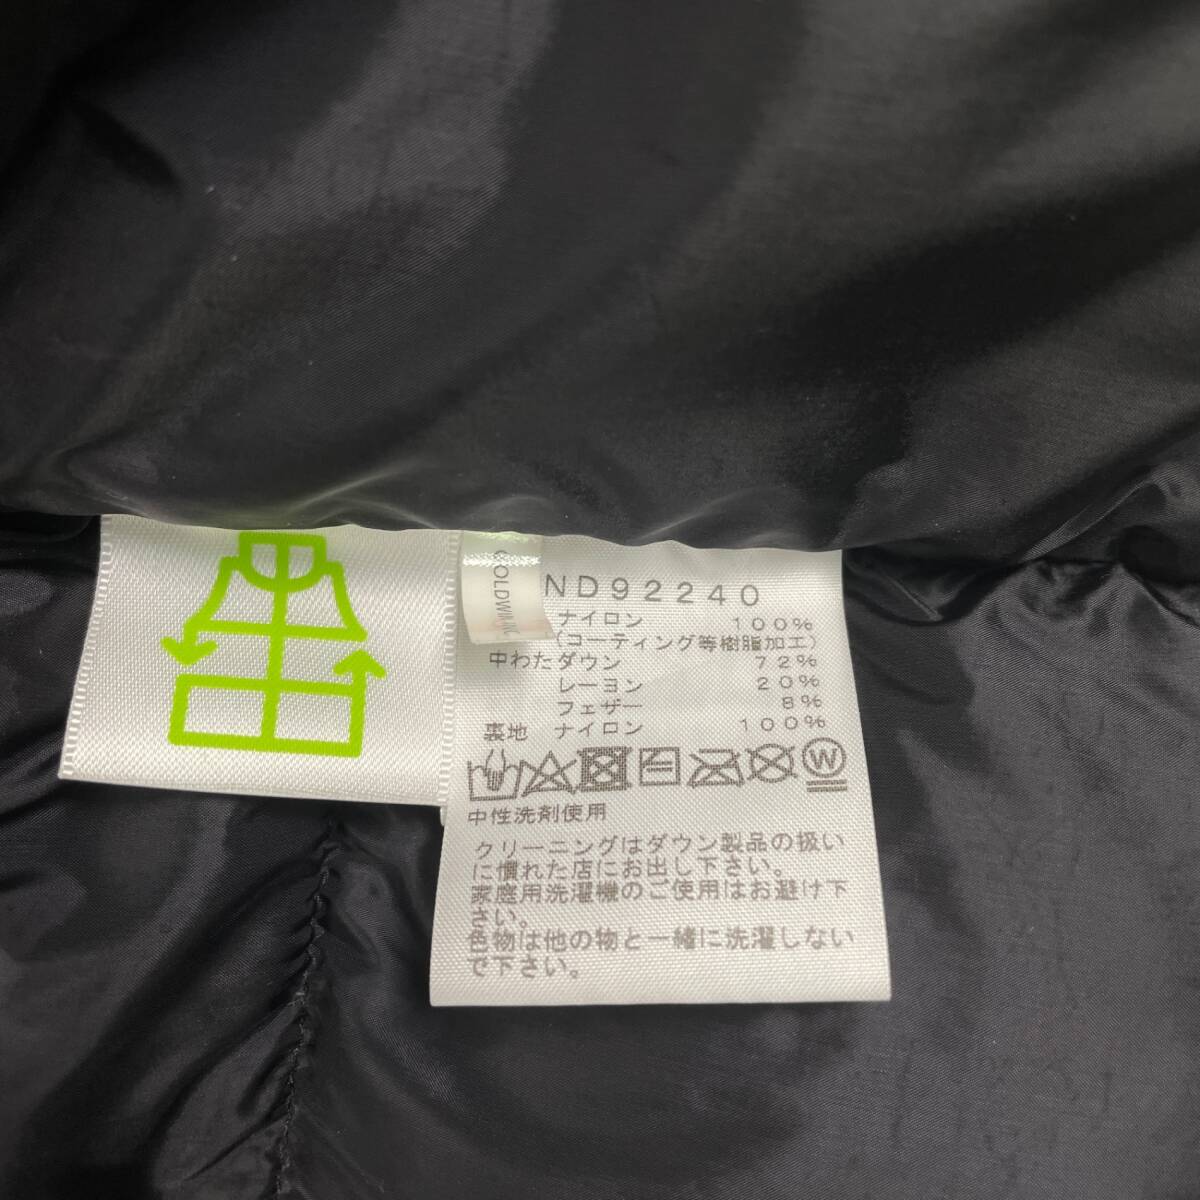 GOLDWIN INC.
ND92240
ナイロン 100%
(コーティング等樹脂加工)
中わた ダウン 72%
レーヨン 20%
フェザー 8%
裏地 ナイロン 100%
W
中性洗剤使用
クリーニングはダウン製品の扱い
に慣れた店にお出し下さい。
家庭用洗濯機のご使用はお避け下
さい。
色物は他の物と一緒に洗濯しない
で下さい。